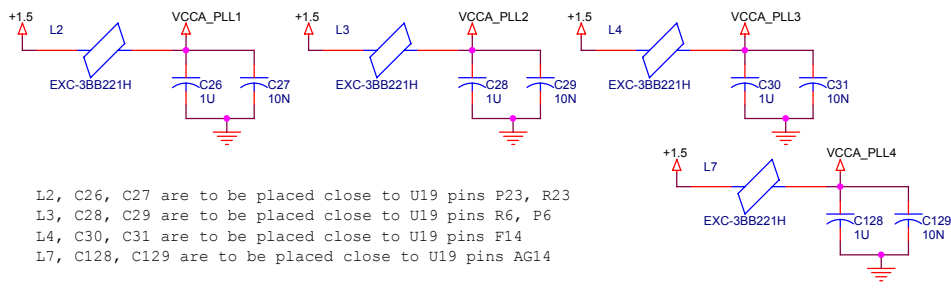 +1.5 L2 VCCA_PLL1
EXC-3BB221H
C26
1U
C27
10N
+1.5 L3 VCCA_PLL2
EXC-3BB221H
C28
1U
C29
10N
+1.5 L4 VCCA_PLL3
EXC-3BB221H
C30
1U
C31
10N
+1.5 L7 VCCA_PLL4
EXC-3BB221H
C128
1U
C129
10N
L2, C26, C27 are to be placed close to U19 pins P23, R23
L3, C28, C29 are to be placed close to U19 pins R6, P6
L4, C30, C31 are to be placed close to U19 pins F14
L7, C128, C129 are to be placed close to U19 pins AG14